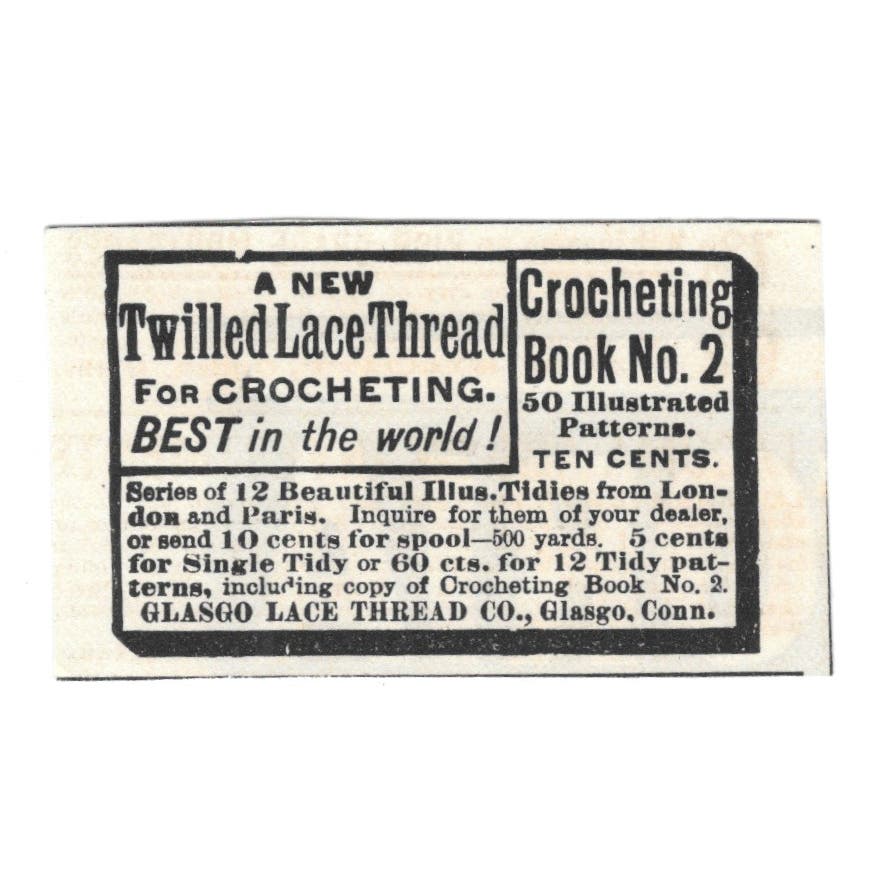 A NEW
Twilled Lace Thread
FOR CROCHETING.
BEST in the world!
Crocheting
Book No. 2
50 Illustrated
Patterns.
TEN CENTS.
Series of 12 Beautiful Illus. Tidies from Lon-
don and Paris. Inquire for them of your dealer,
or send 10 cents for spool—500 yards. 5 cents
for Single Tidy or 60 cts. for 12 Tidy pat-
terns, including copy of Crocheting Book No. 2.
GLASGO LACE THREAD CO., Glasgo, Conn.